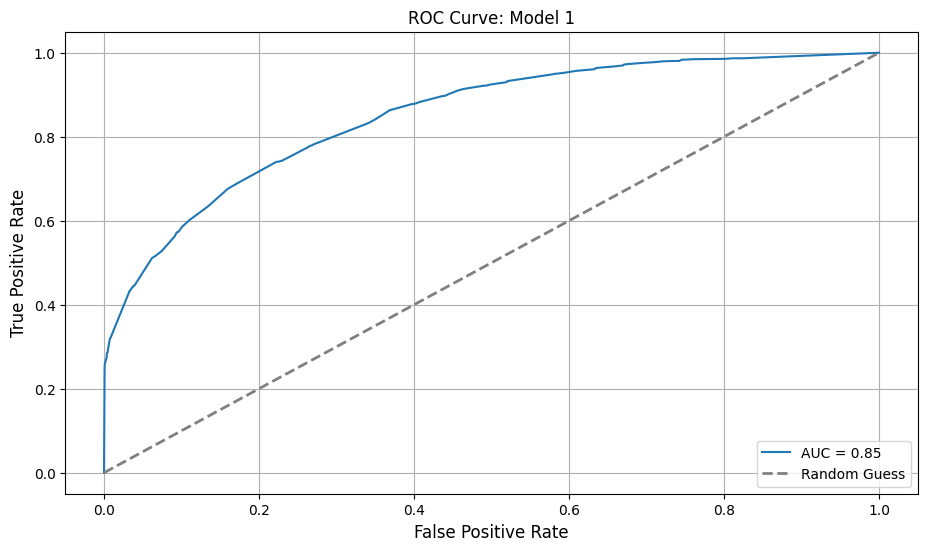 ROC Curve: Model 1
True Positive Rate
1.0
0.8
0.6
0.4
0.2
0.0
0.0 0.2 0.4 0.6 0.8 1.0
False Positive Rate
AUC = 0.85
Random Guess